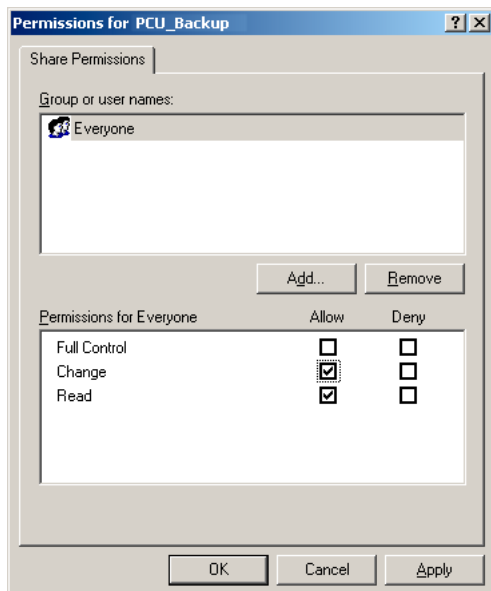 Permissions for PCU_Backup
Share Permissions
Group or user names:
Everyone
Add... Remove
Permissions for Everyone Allow Deny
Full Control
Change
Read
OK Cancel Apply